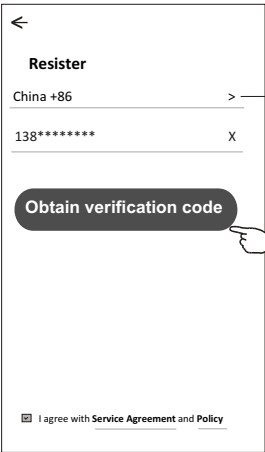 Resister
China +86 >
138******** X
Obtain verification code
I agree with Service Agreement and Policy